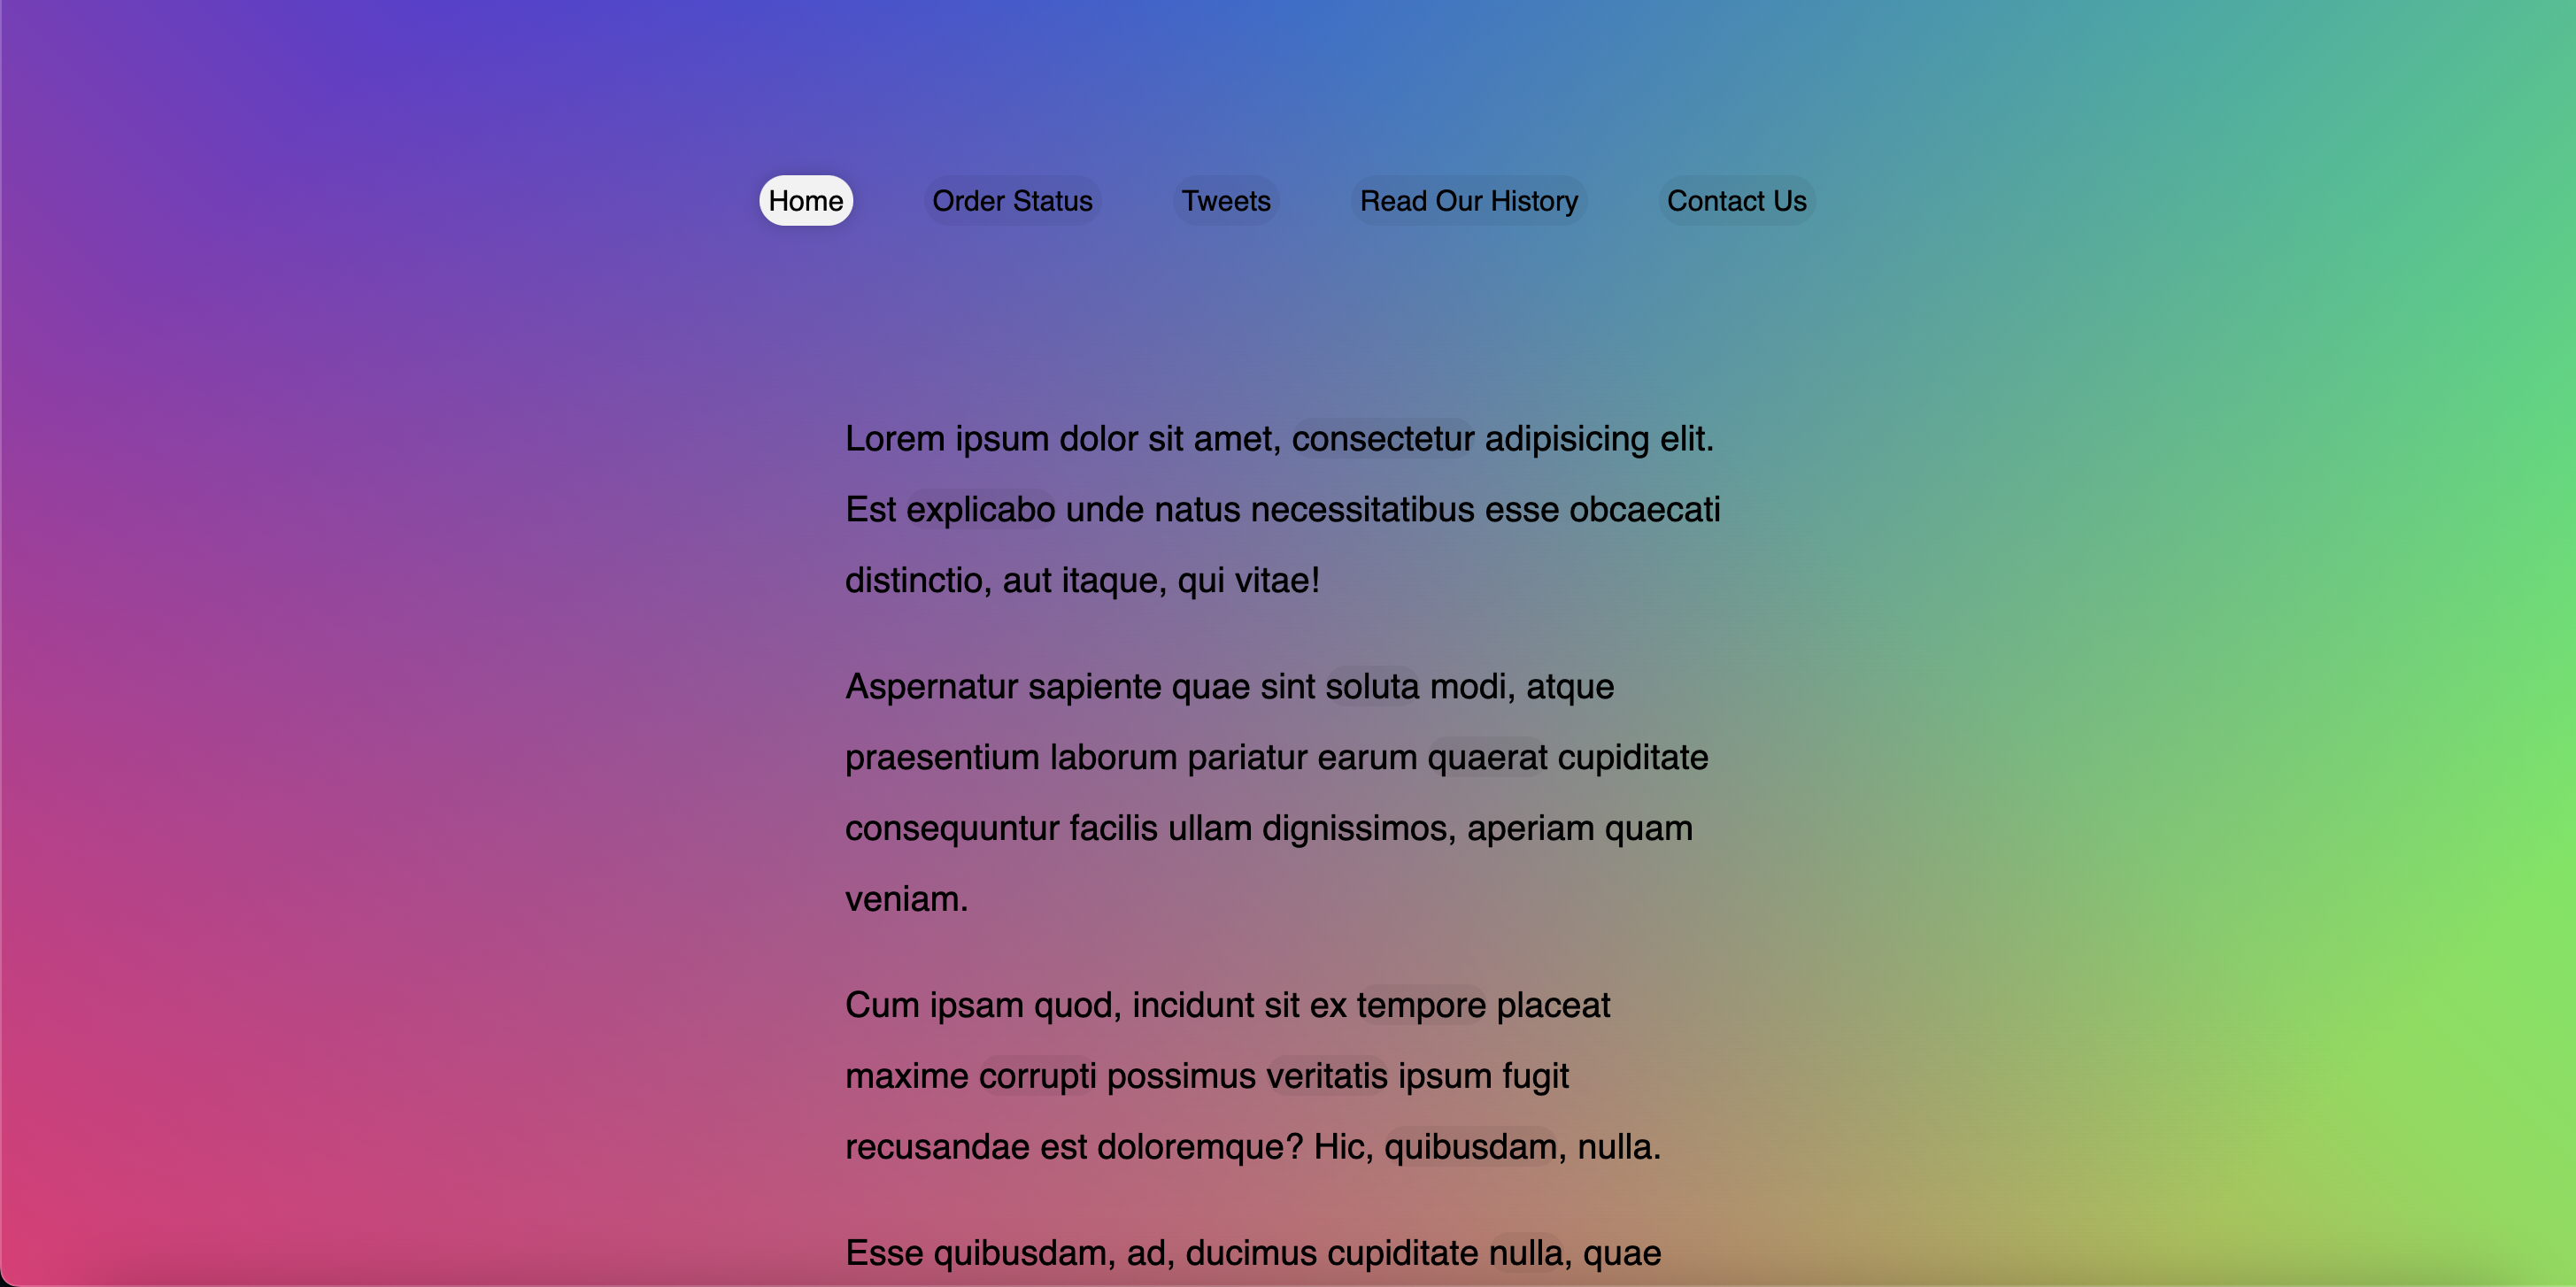 Home Order Status Tweets Read Our History Contact Us
Lorem ipsum dolor sit amet, consectetur adipisicing elit.
Est explicabo unde natus necessitatibus esse obcaecati
distinctio, aut itaque, qui vitae!
Aspernatur sapiente quae sint soluta modi, atque
praesentium laborum pariatur earum quaerat cupiditate
consequuntur facilis ullam dignissimos, aperiam quam
veniam.
Cum ipsam quod, incidunt sit ex tempore placeat
maxime corrupti possimus veritatis ipsum fugit
recusandae est doloremque? Hic, quibusdam, nulla.
Esse quibusdam, ad, ducimus cupiditate nulla, quae